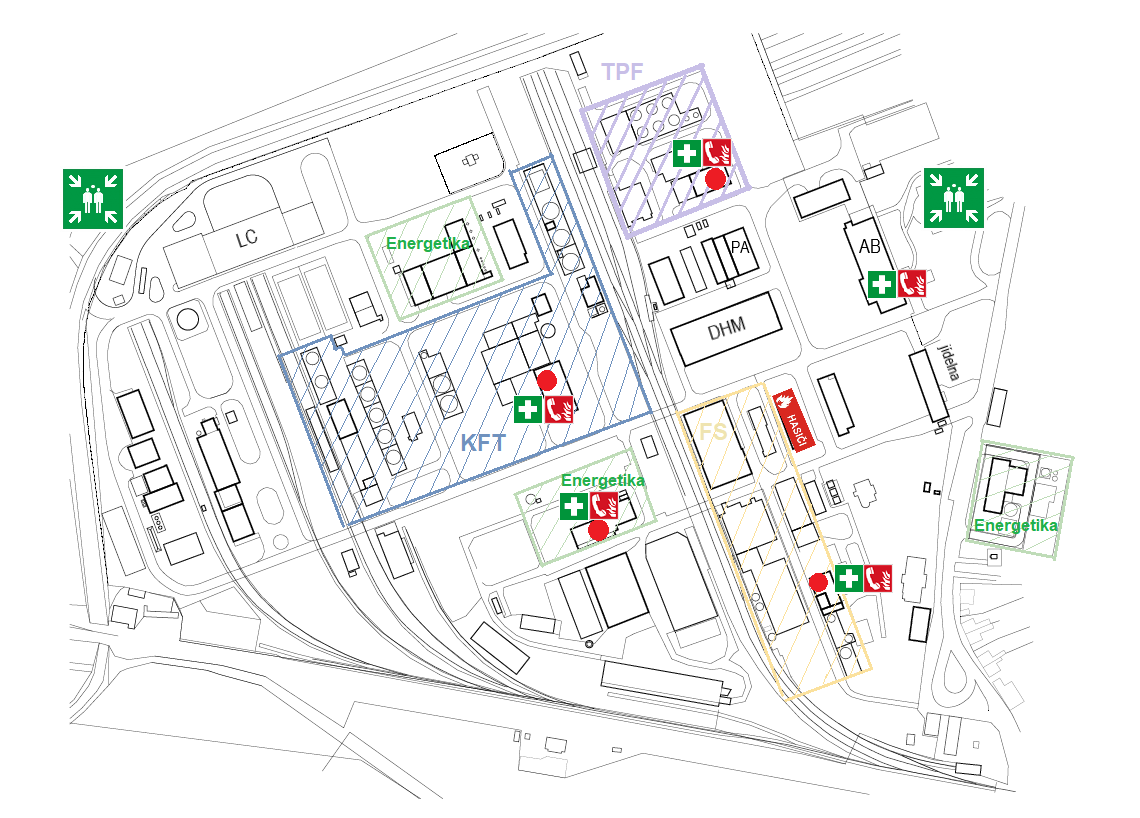 TPF
LC
Energetika
PA
AB
DHM
jídelna
KFT
FS
HASIČI
Energetika
Energetika